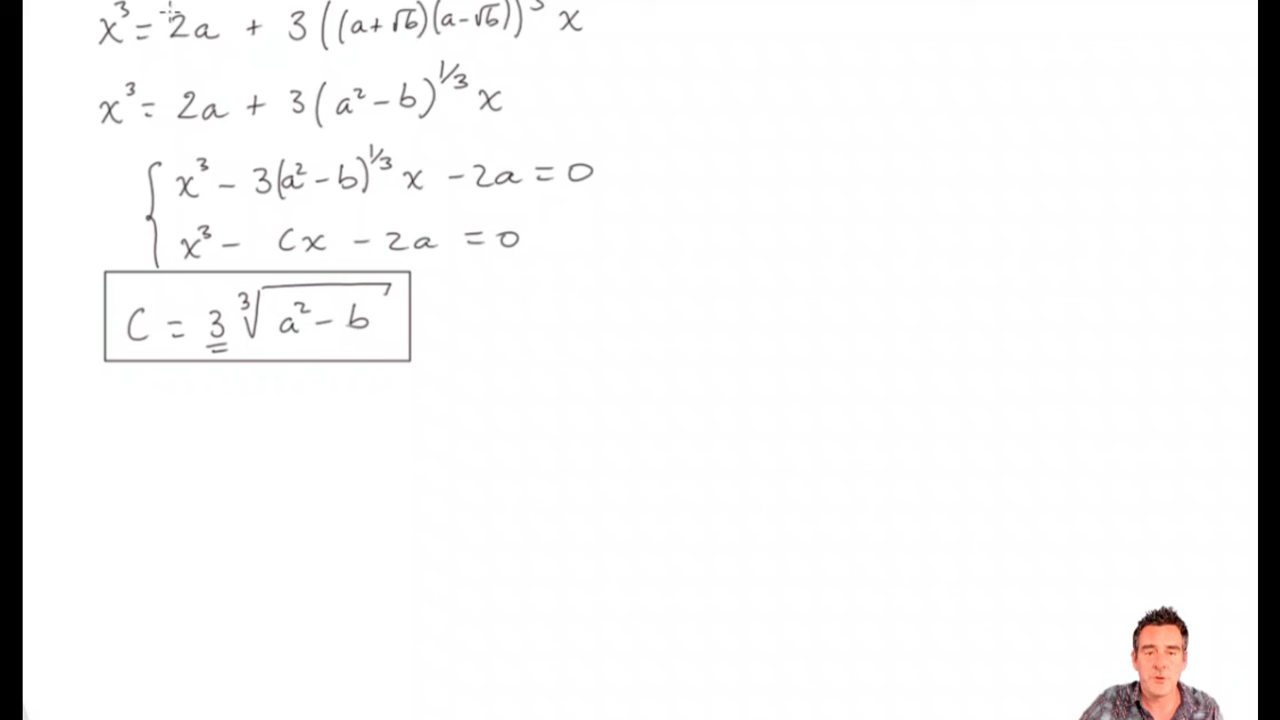 x³ = 2a + 3((a+√b)(a-√b))^3 x
x³ = 2a + 3(a² - b)^1/3 x
x³ - 3(a² - b)^1/3 x - 2a = 0
x³ - Cx - 2a = 0
C = 3 ∛(a² - b)